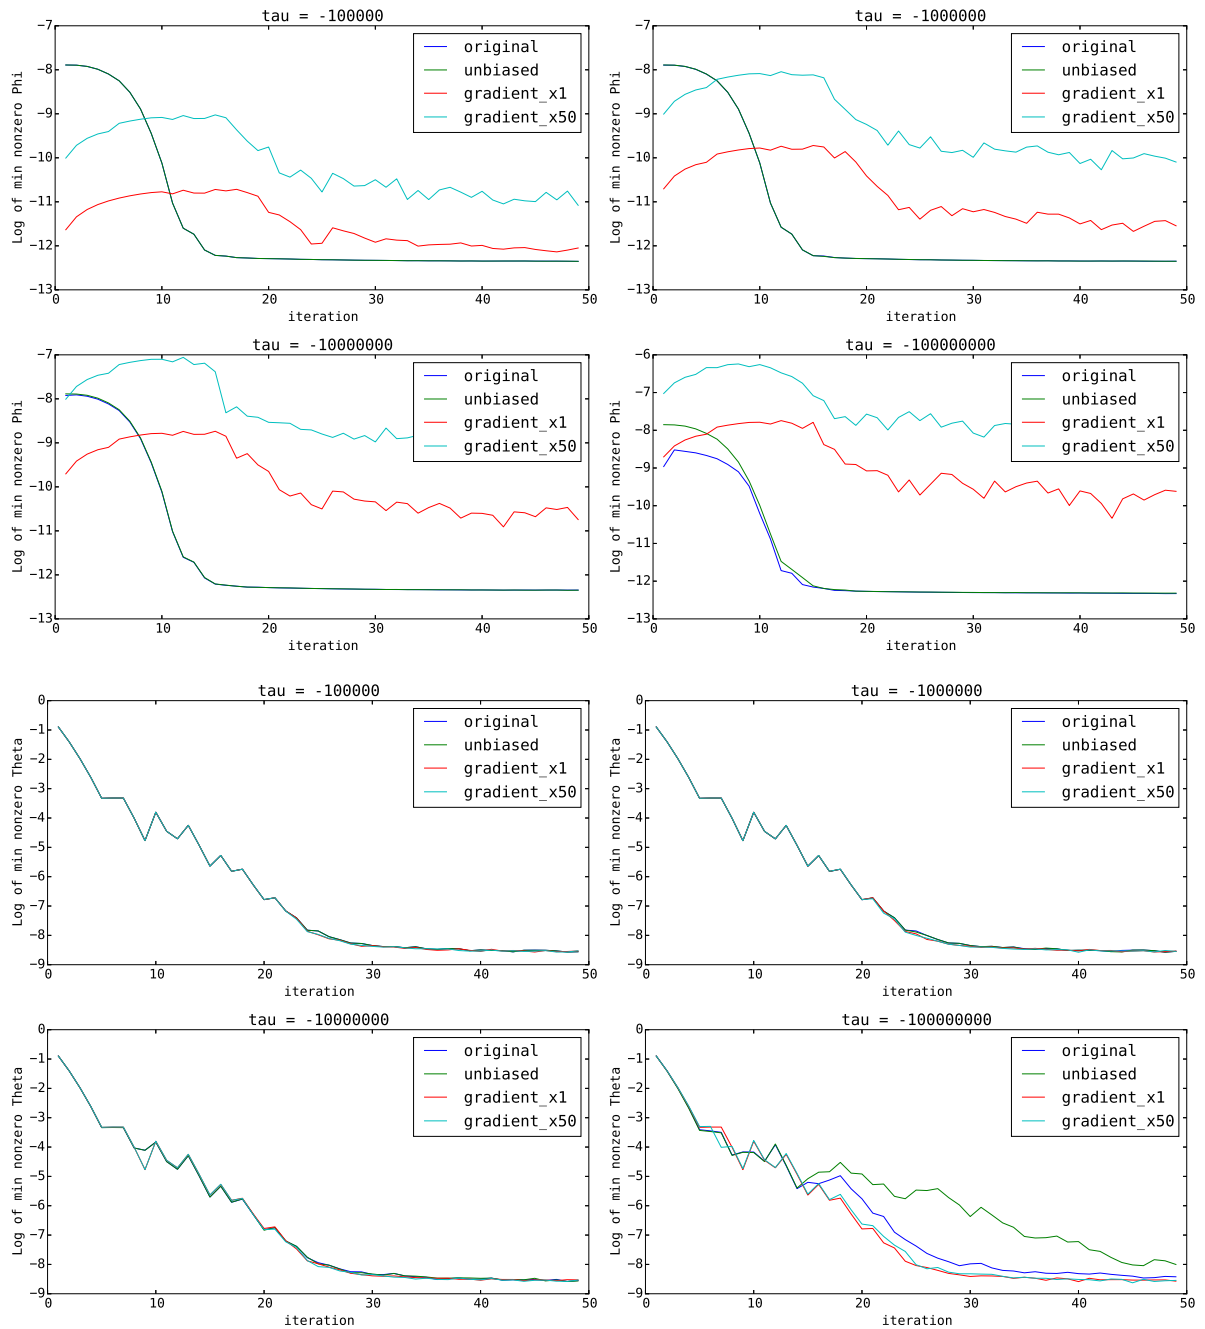 tau = -100000
−7
−8
−9
−10
−11
−12
−13
0
10
20
30
40
50
iteration
Log of min nonzero Phi
original
unbiased
gradient_x1
gradient_x50
tau = -1000000
−7
−8
−9
−10
−11
−12
−13
0
10
20
30
40
50
iteration
Log of min nonzero Phi
original
unbiased
gradient_x1
gradient_x50
tau = -10000000
−7
−8
−9
−10
−11
−12
−13
0
10
20
30
40
50
iteration
Log of min nonzero Phi
original
unbiased
gradient_x1
gradient_x50
tau = -100000000
−6
−7
−8
−9
−10
−11
−12
−13
0
10
20
30
40
50
iteration
Log of min nonzero Phi
original
unbiased
gradient_x1
gradient_x50
tau = -100000
0
−1
−2
−3
−4
−5
−6
−7
−8
−9
0
10
20
30
40
50
iteration
Log of min nonzero Theta
original
unbiased
gradient_x1
gradient_x50
tau = -1000000
0
−1
−2
−3
−4
−5
−6
−7
−8
−9
0
10
20
30
40
50
iteration
Log of min nonzero Theta
original
unbiased
gradient_x1
gradient_x50
tau = -10000000
0
−1
−2
−3
−4
−5
−6
−7
−8
−9
0
10
20
30
40
50
iteration
Log of min nonzero Theta
original
unbiased
gradient_x1
gradient_x50
tau = -100000000
0
−1
−2
−3
−4
−5
−6
−7
−8
−9
0
10
20
30
40
50
iteration
Log of min nonzero Theta
original
unbiased
gradient_x1
gradient_x50